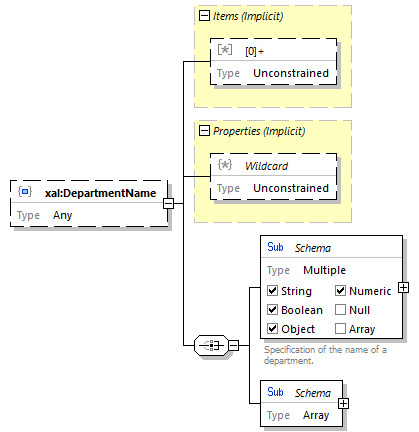 Items (Implicit)
[0]+
Type Unconstrained
Properties (Implicit)
Wildcard
Type Unconstrained
xal:DepartmentName
Type Any
Sub Schema
Type Multiple
String Numeric
Boolean Null
Object Array
Specification of the name of a
department.
Sub Schema
Type Array